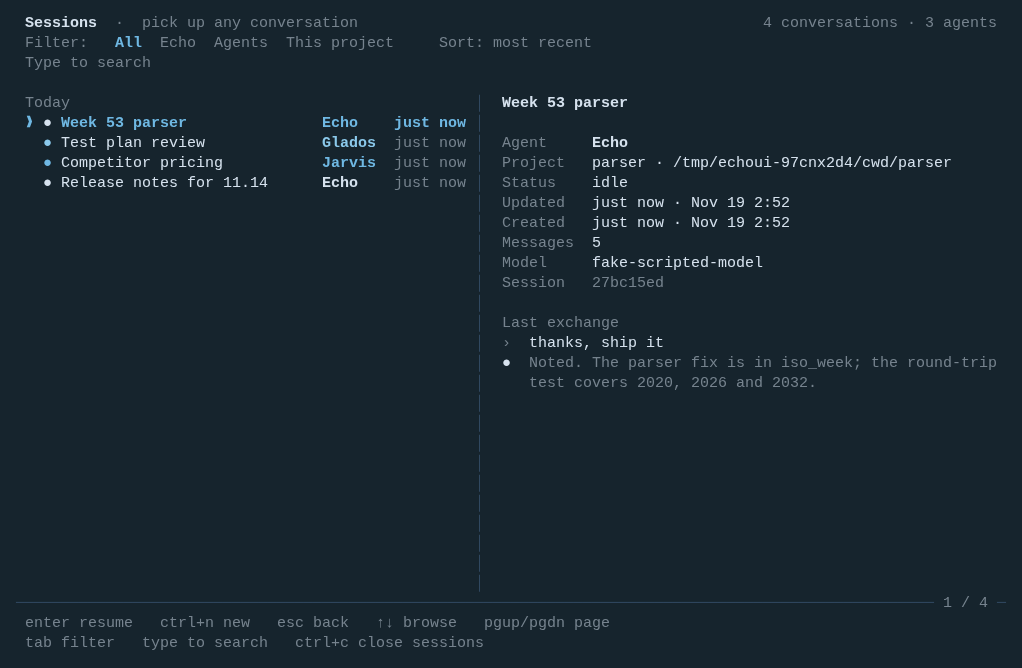 Sessions · pick up any conversation 4 conversations · 3 agents
Filter: All Echo Agents This project Sort: most recent
Type to search
Today
❫ ● Week 53 parser Echo just now
● Test plan review Glados just now
● Competitor pricing Jarvis just now
● Release notes for 11.14 Echo just now
Week 53 parser
Agent Echo
Project parser · /tmp/echoui-97cnx2d4/cwd/parser
Status idle
Updated just now · Nov 19 2:52
Created just now · Nov 19 2:52
Messages 5
Model fake-scripted-model
Session 27bc15ed
Last exchange
› thanks, ship it
● Noted. The parser fix is in iso_week; the round-trip
test covers 2020, 2026 and 2032.
1 / 4
enter resume ctrl+n new esc back ↑↓ browse pgup/pgdn page
tab filter type to search ctrl+c close sessions